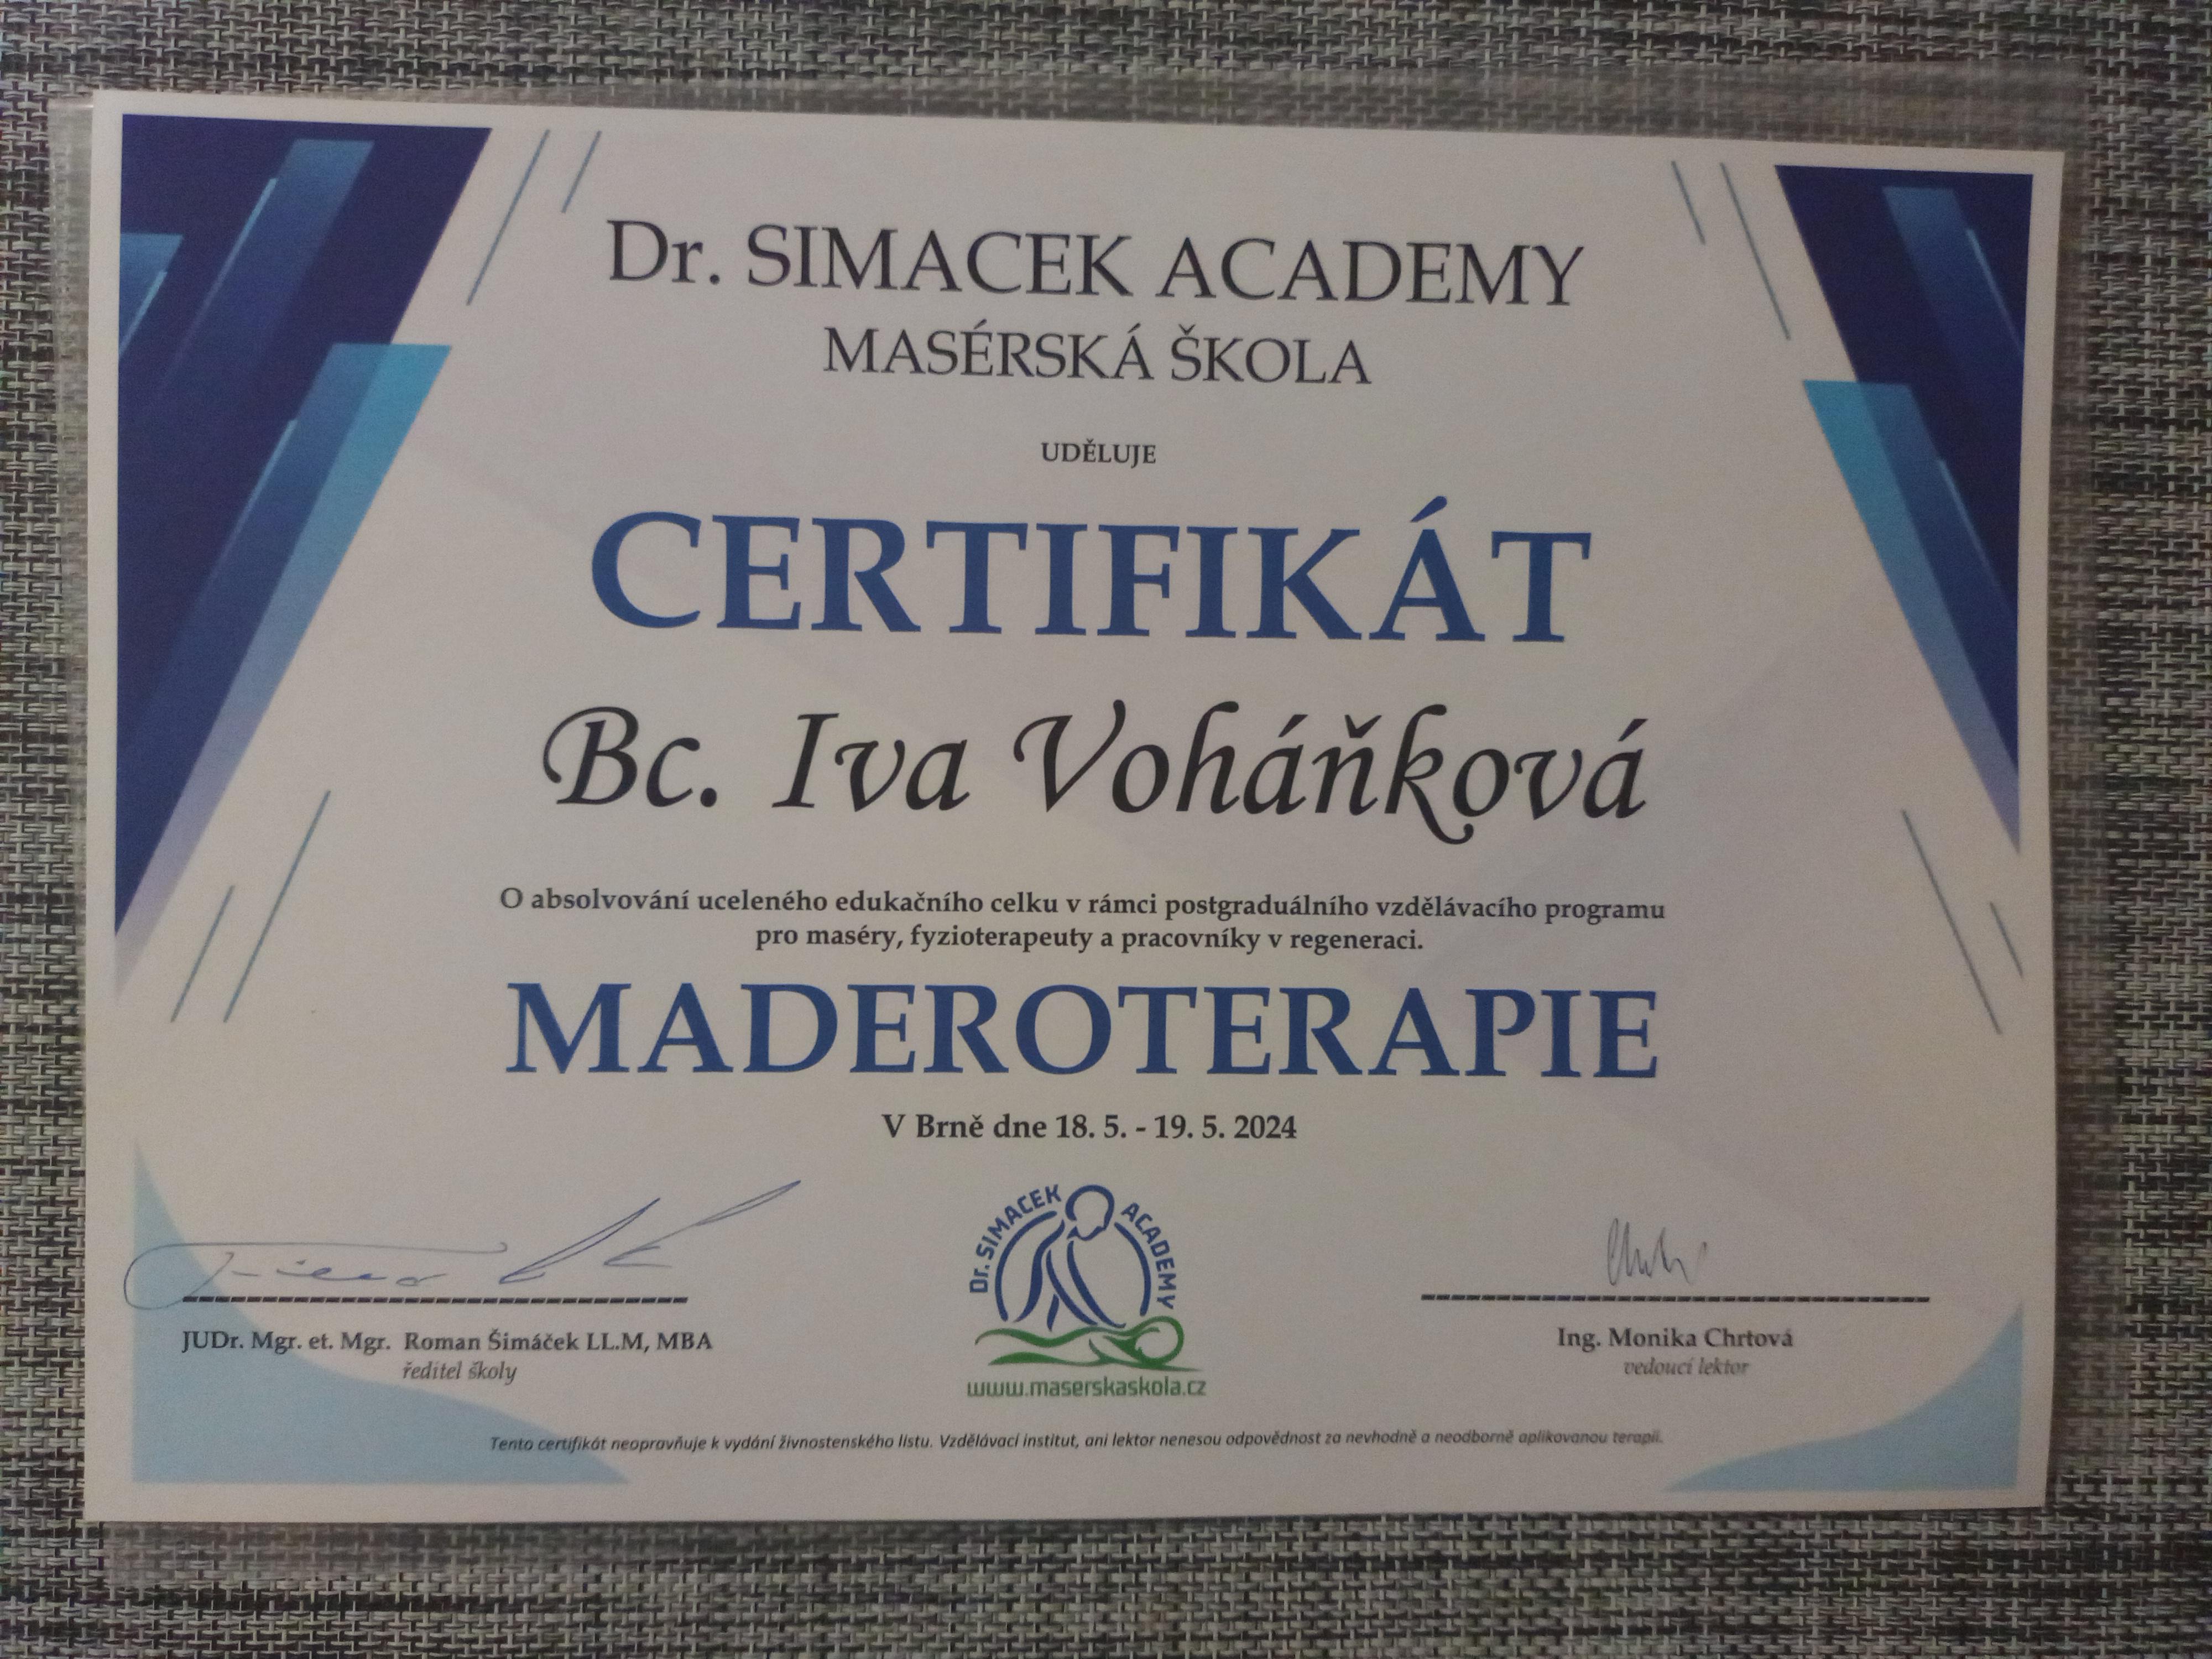 Dr. SIMACEK ACADEMY
MASÉRSKÁ ŠKOLA
UDĚLUJE
CERTIFIKÁT
Bc. Iva Voháňková
O absolvování uceleného edukačního celku v rámci postgraduálního vzdělávacího programu
pro maséry, fyzioterapeuty a pracovníky v regeneraci.
MADEROTERAPIE
V Brně dne 18. 5. - 19. 5. 2024
Dr. SIMACEK ACADEMY
www.maserskaskola.cz
JUDr. Mgr. et. Mgr. Roman Šimáček LL.M, MBA
ředitel školy
Ing. Monika Chrtová
vedoucí lektor
Tento certifikát neopravňuje k vydání živnostenského listu. Vzdělávací institut, ani lektor nenesou odpovědnost za nevhodně a neodborně aplikovanou terapii.